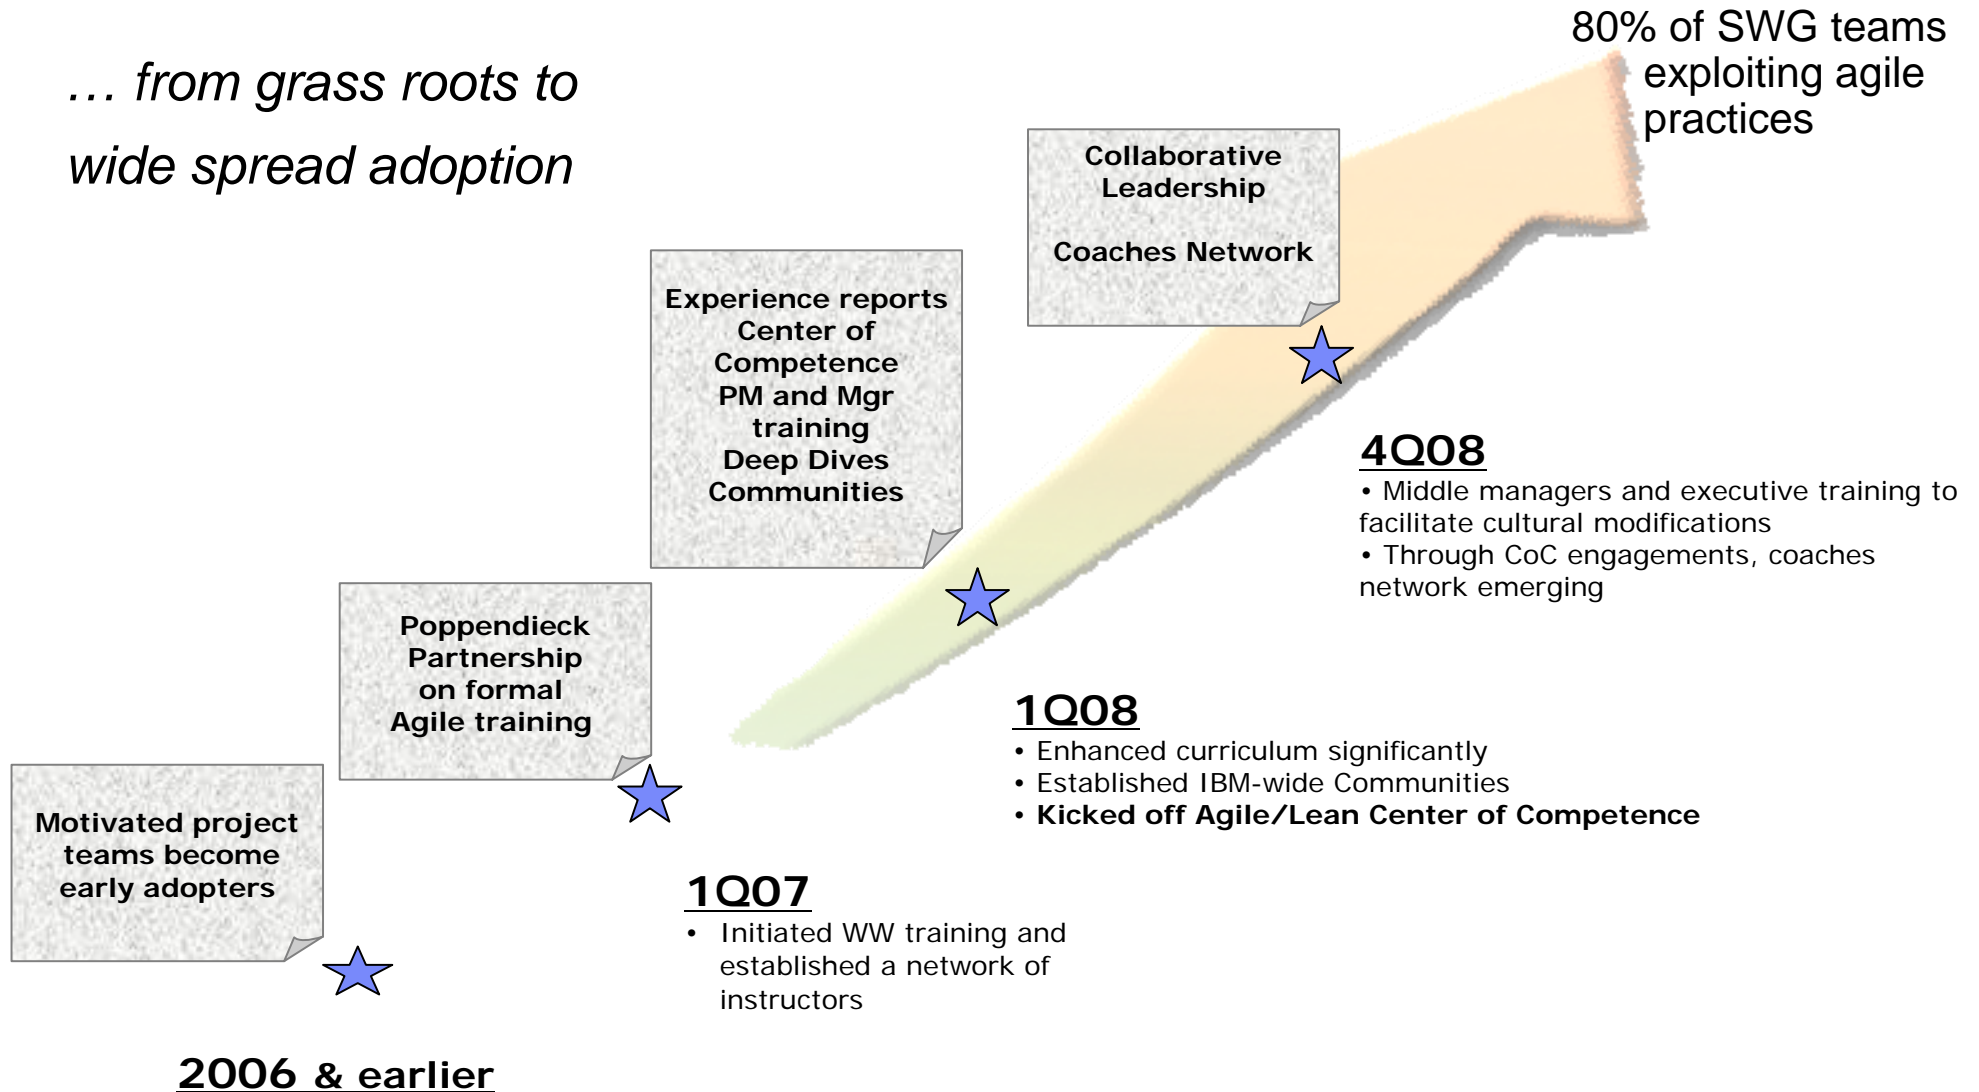 … from grass roots to
wide spread adoption
80% of SWG teams
exploiting agile
practices
Collaborative
Leadership
Coaches Network
Experience reports
Center of
Competence
PM and Mgr
training
Deep Dives
Communities
Poppendieck
Partnership
on formal
Agile training
Motivated project
teams become
early adopters
2006 & earlier
1Q07
• Initiated WW training and
established a network of
instructors
1Q08
• Enhanced curriculum significantly
• Established IBM-wide Communities
• Kicked off Agile/Lean Center of Competence
4Q08
• Middle managers and executive training to
facilitate cultural modifications
• Through CoC engagements, coaches
network emerging